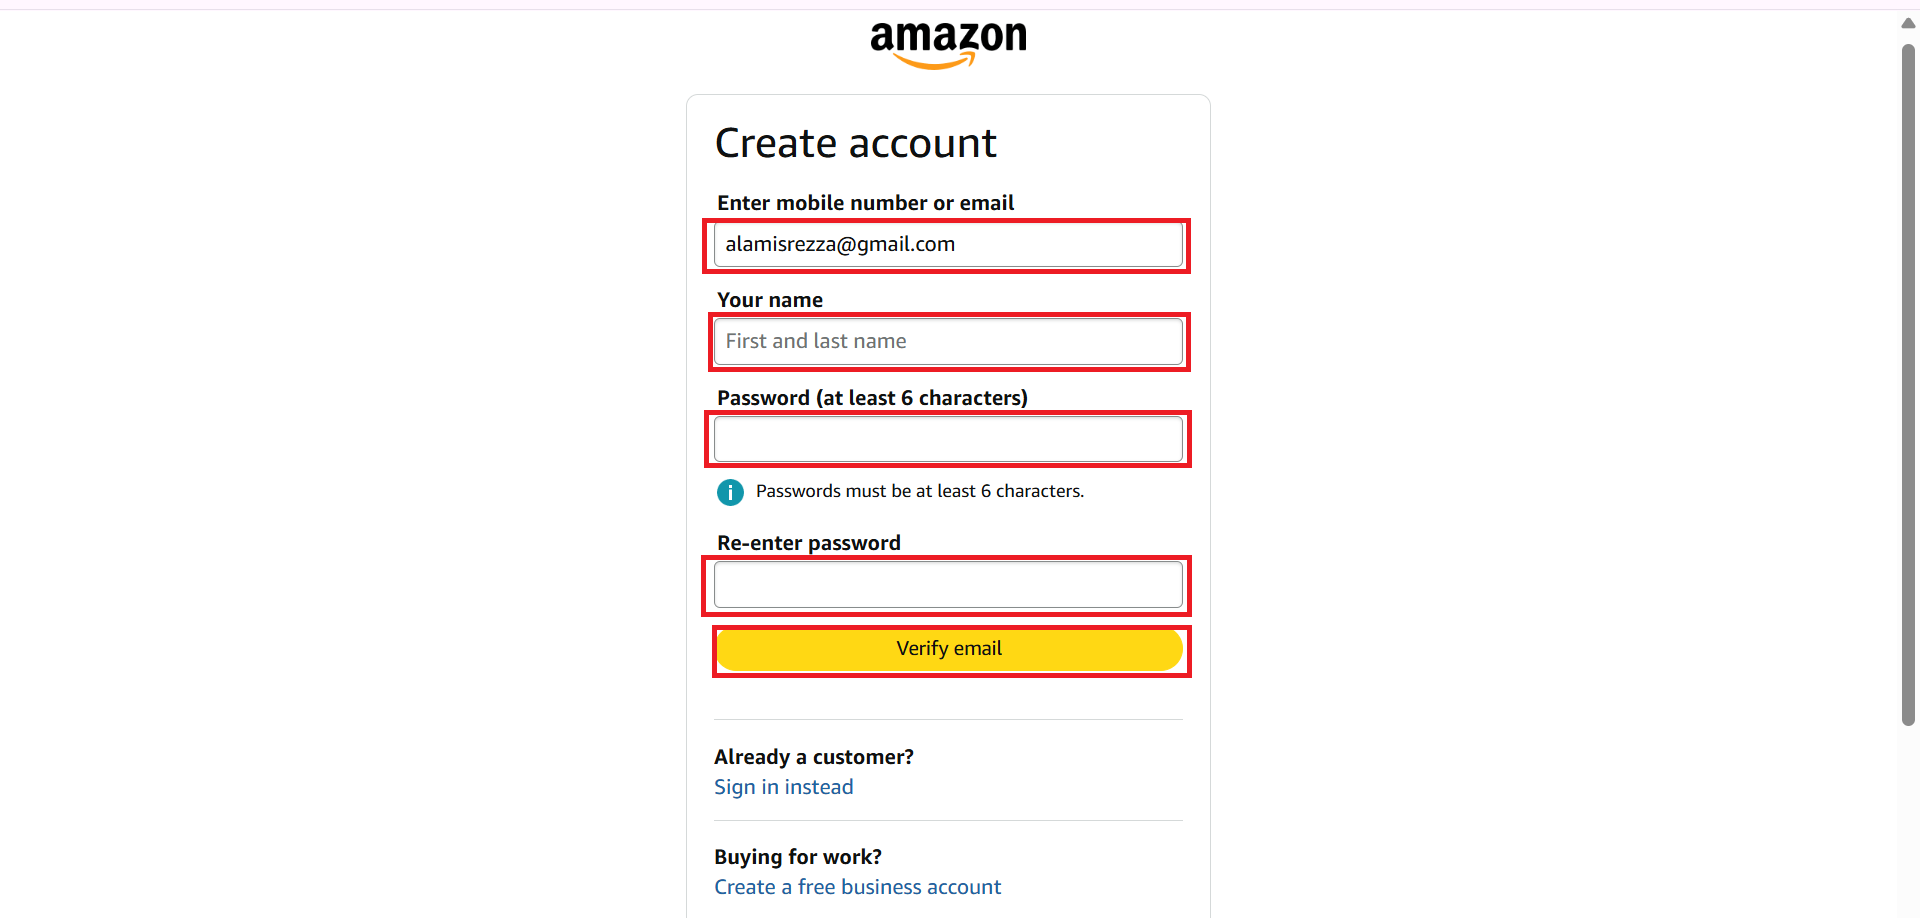 amazon
Create account
Enter mobile number or email
alamisrezza@gmail.com
Your name
First and last name
Password (at least 6 characters)
i Passwords must be at least 6 characters.
Re-enter password
Verify email
Already a customer?
Sign in instead
Buying for work?
Create a free business account